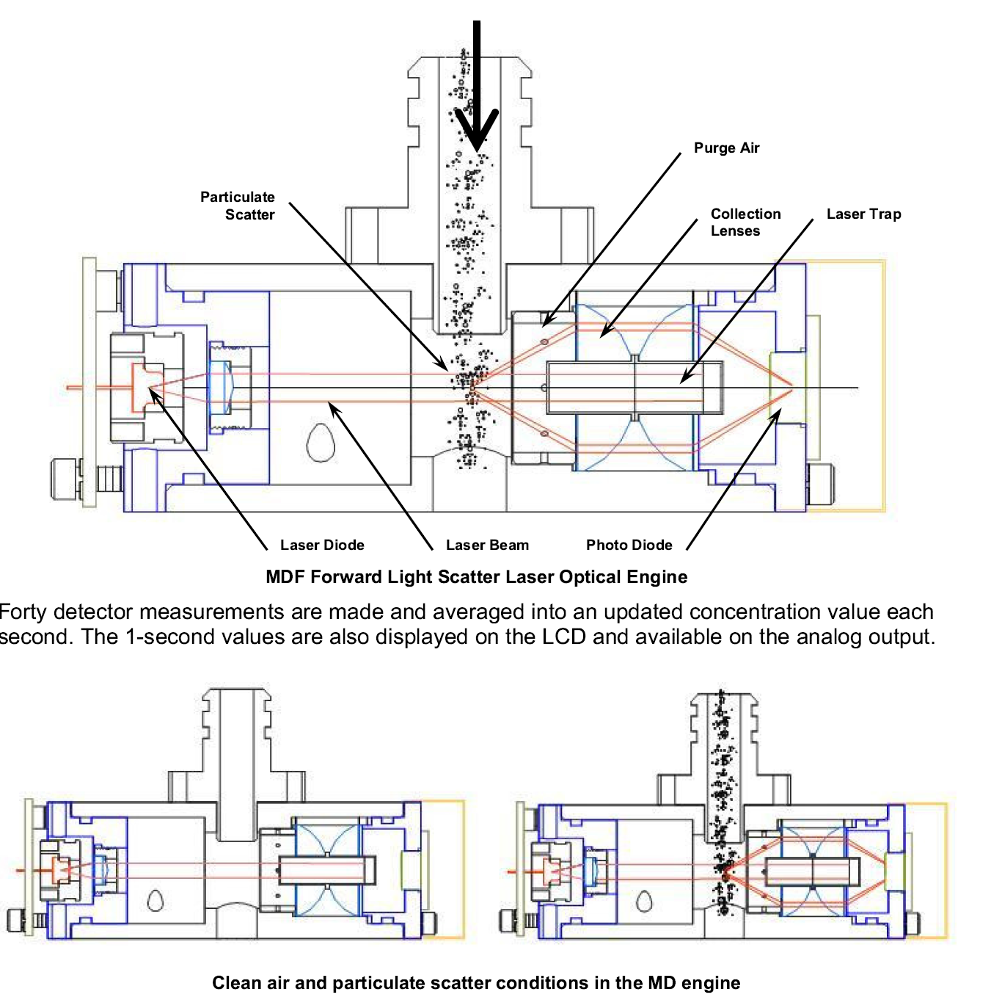 Purge Air
Particulate
Scatter
Collection
Lenses
Laser Trap
Laser Diode
Laser Beam
Photo Diode
MDF Forward Light Scatter Laser Optical Engine
Forty detector measurements are made and averaged into an updated concentration value each
second. The 1-second values are also displayed on the LCD and available on the analog output.
Clean air and particulate scatter conditions in the MD engine